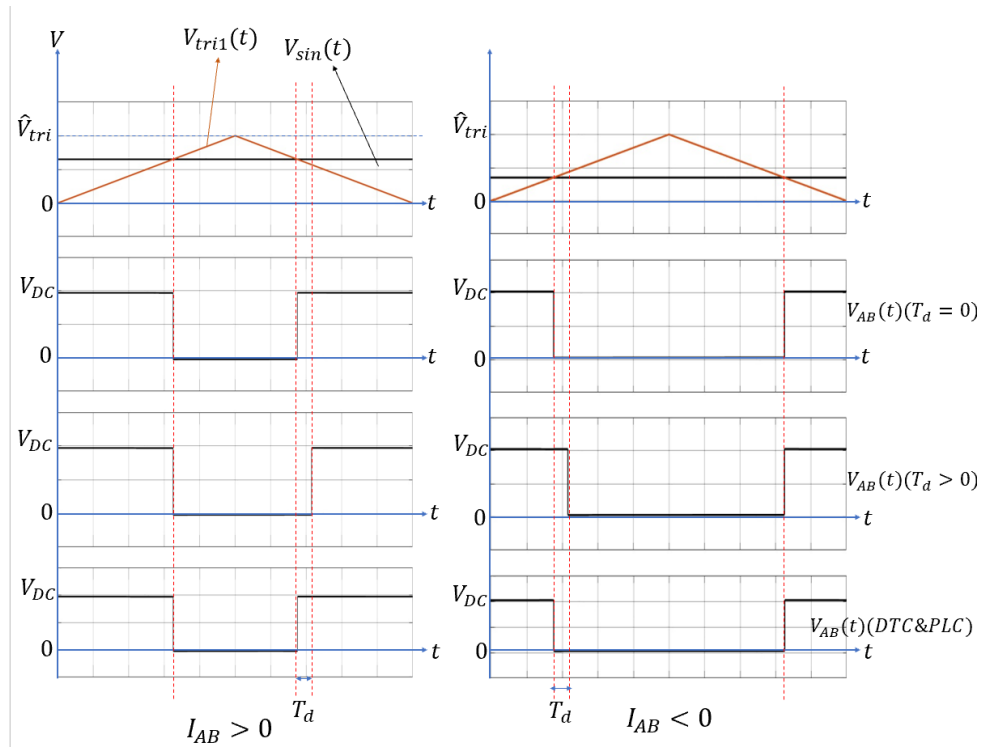 V
V_tri1(t)
V_sin(t)
V̂_tri
0
t
t
V̂_tri
0
V_DC
0
t
V_DC
0
t
V_AB(t)(T_d = 0)
V_DC
0
t
V_DC
0
t
V_AB(t)(T_d > 0)
V_DC
0
t
V_DC
0
t
V_AB(t)(DTC&PLC)
T_d
I_AB > 0
T_d
I_AB < 0